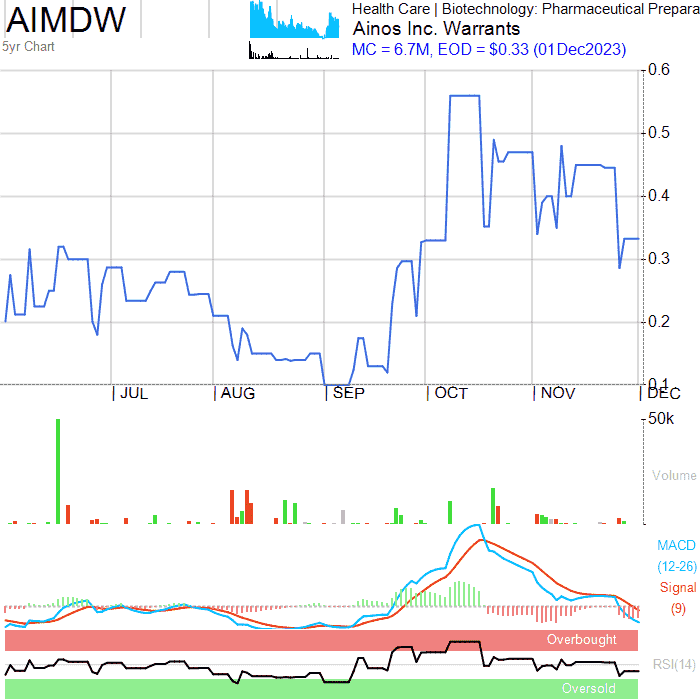 AIMDW
5yr Chart
Health Care | Biotechnology: Pharmaceutical Prepara
Ainos Inc. Warrants
MC = 6.7M, EOD = $0.33 (01Dec2023)
0.6
0.5
0.4
0.3
0.2
0.1
| JUL | AUG | SEP | OCT | NOV | DEC
50k
Volume
MACD
(12-26)
Signal
(9)
Overbought
RSI(14)
Oversold